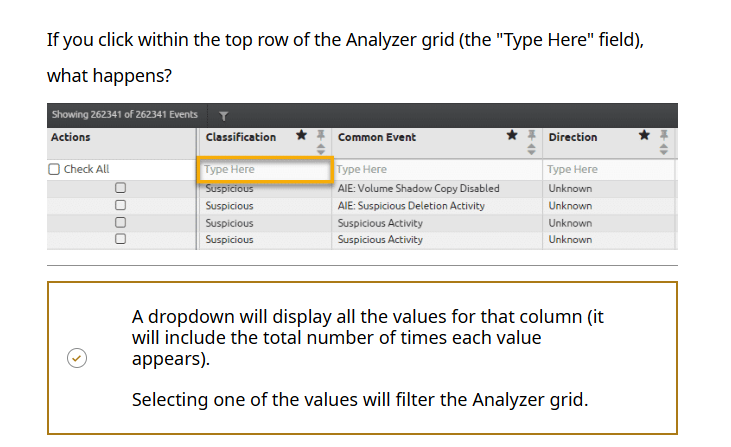 If you click within the top row of the Analyzer grid (the "Type Here" field),
what happens?
Showing 262341 of 262341 Events
Actions Classification Common Event Direction
Check All Type Here Type Here Type Here
Suspicious AIE: Volume Shadow Copy Disabled Unknown
Suspicious AIE: Suspicious Deletion Activity Unknown
Suspicious Suspicious Activity Unknown
Suspicious Suspicious Activity Unknown
A dropdown will display all the values for that column (it
will include the total number of times each value
appears).
Selecting one of the values will filter the Analyzer grid.